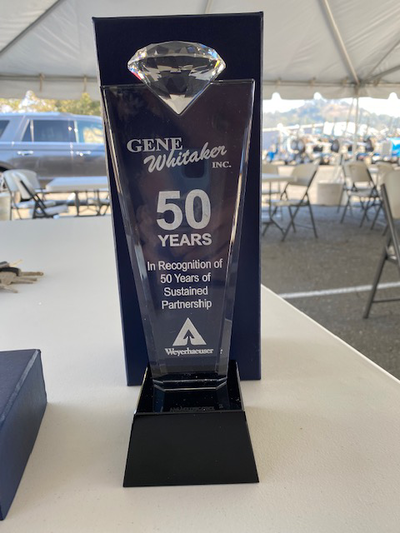 GENE
Whitaker
INC.
50
YEARS
In Recognition of
50 Years of
Sustained
Partnership
Weyerhaeuser